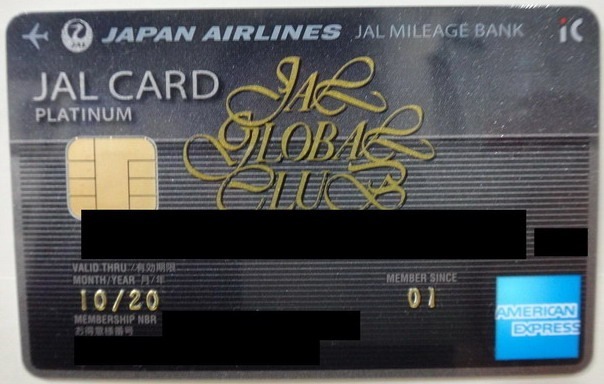 JAPAN AIRLINES JAL MILEAGE BANK iC
JAL
JAL CARD
PLATINUM
JAL
GLOBAL
CLUB
VALID THRU/有効期限
MONTH/YEAR 月/年
10/20
MEMBER SINCE
01
MEMBERSHIP NBR
お得意様番号
AMERICAN
EXPRESS